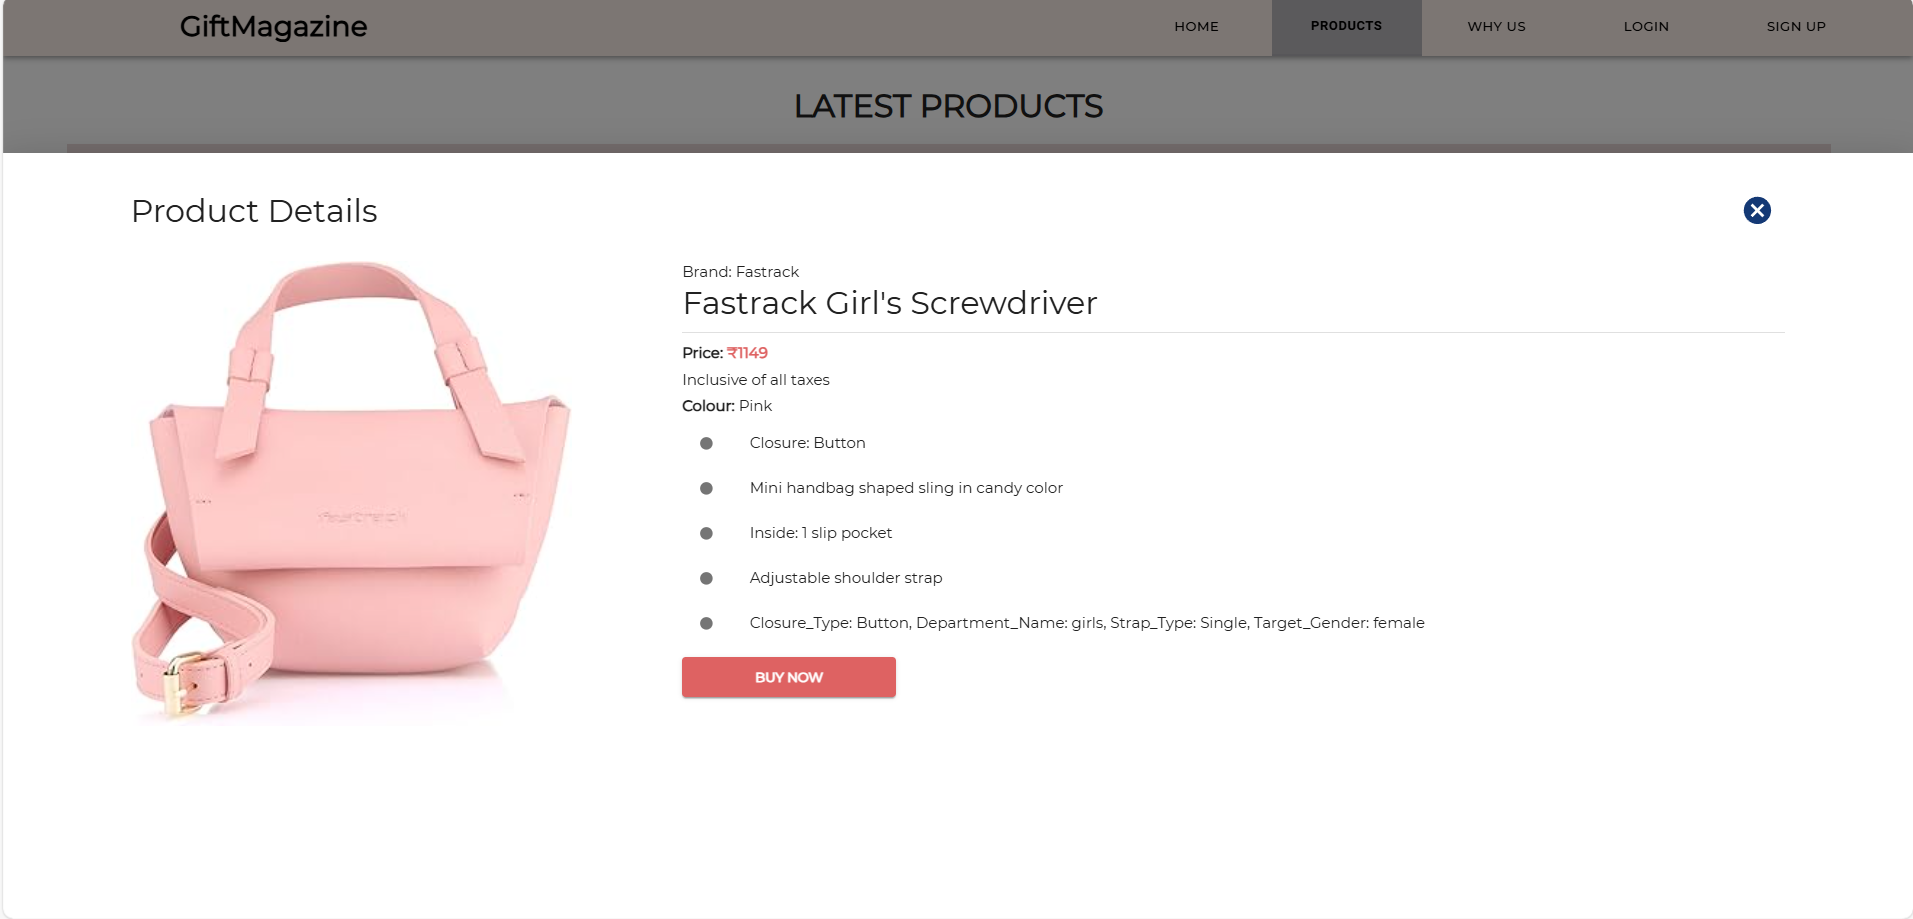 GiftMagazine
HOME
PRODUCTS
WHY US
LOGIN
SIGN UP
LATEST PRODUCTS
Product Details
Brand: Fastrack
Fastrack Girl's Screwdriver
Price: ₹1149
Inclusive of all taxes
Colour: Pink
Closure: Button
Mini handbag shaped sling in candy color
Inside: 1 slip pocket
Adjustable shoulder strap
Closure_Type: Button, Department_Name: girls, Strap_Type: Single, Target_Gender: female
BUY NOW
fastrack